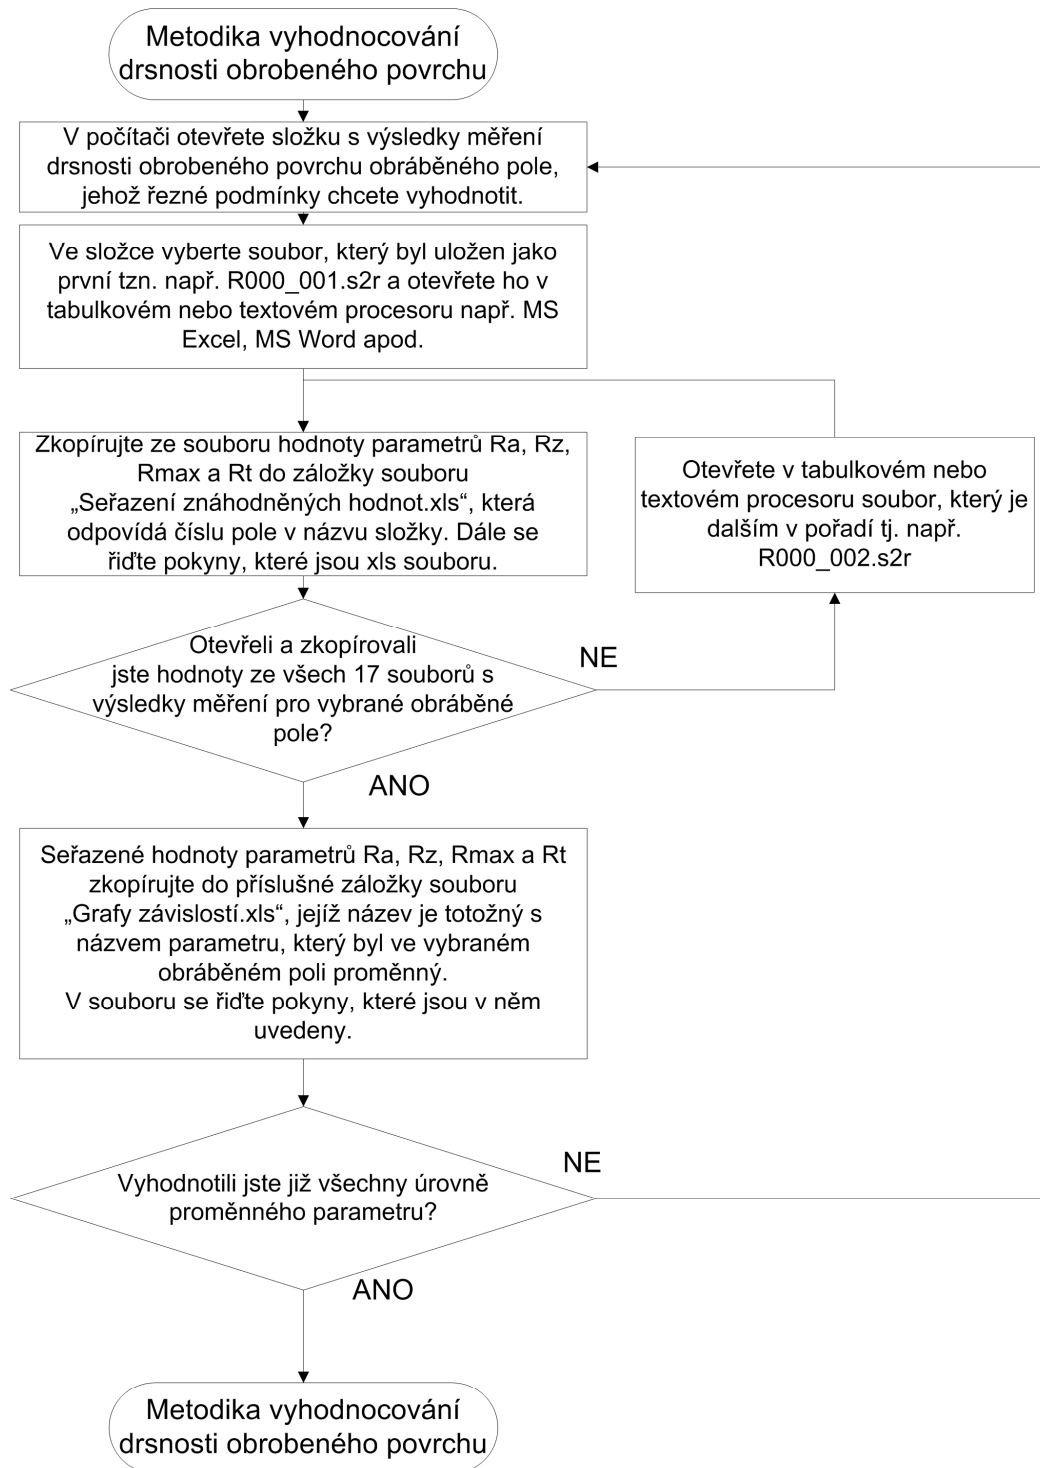 Metodika vyhodnocování
drsnosti obrobeného povrchu
V počítači otevřete složku s výsledky měření
drsnosti obrobeného povrchu obráběného pole,
jehož řezné podmínky chcete vyhodnotit.
Ve složce vyberte soubor, který byl uložen jako
první tzn. např. R000_001.s2r a otevřete ho v
tabulkovém nebo textovém procesoru např. MS
Excel, MS Word apod.
Zkopírujte ze souboru hodnoty parametrů Ra, Rz,
Rmax a Rt do záložky souboru
„Seřazení znáhodněných hodnot.xls“, která
odpovídá číslu pole v názvu složky. Dále se
řiďte pokyny, které jsou xls souboru.
Otevřete v tabulkovém nebo
textovém procesoru soubor, který je
dalším v pořadí tj. např.
R000_002.s2r
Otevřeli a zkopírovali
jste hodnoty ze všech 17 souborů s
výsledky měření pro vybrané obráběné
pole?
NE
ANO
Seřazené hodnoty parametrů Ra, Rz, Rmax a Rt
zkopírujte do příslušné záložky souboru
„Grafy závislostí.xls“, jejíž název je totožný s
názvem parametru, který byl ve vybraném
obráběném poli proměnný.
V souboru se řiďte pokyny, které jsou v něm
uvedeny.
Vyhodnotili jste již všechny úrovně
proměnného parametru?
NE
ANO
Metodika vyhodnocování
drsnosti obrobeného povrchu